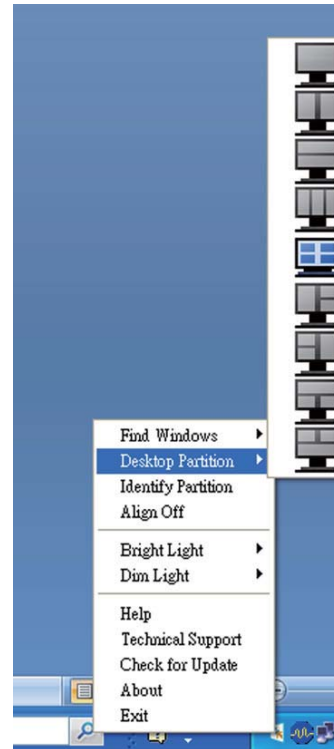 Find Windows
Desktop Partition
Identify Partition
Align Off
Bright Light
Dim Light
Help
Technical Support
Check for Update
About
Exit